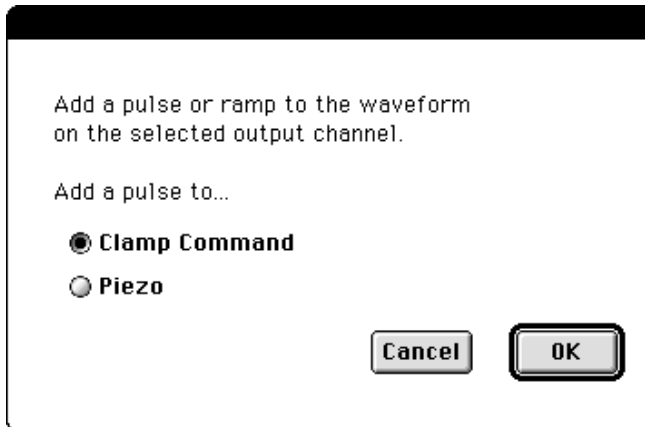 Add a pulse or ramp to the waveform
on the selected output channel.
Add a pulse to...
Clamp Command
Piezo
Cancel
OK